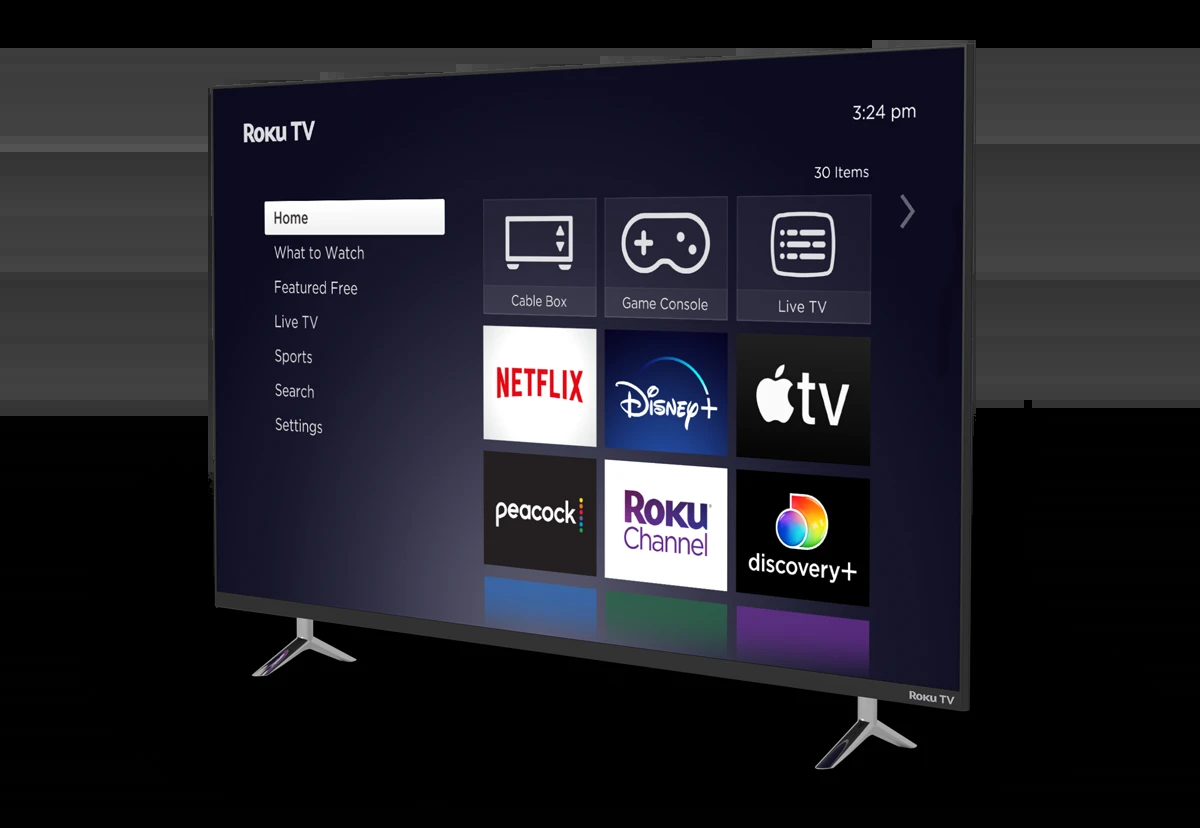 Roku TV
3:24 pm
30 Items
Home
What to Watch
Featured Free
Live TV
Sports
Search
Settings
Cable Box
Game Console
Live TV
NETFLIX
Disney+
tv
peacock
Roku
Channel
discovery+
Roku TV